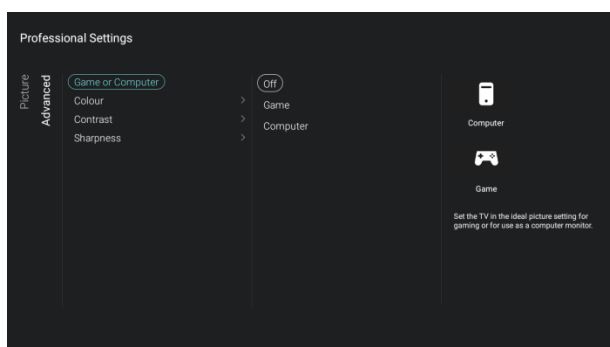 Professional Settings
Picture
Advanced
Game or Computer
Colour
Contrast
Sharpness
Off
Game
Computer
Computer
Game
Set the TV in the ideal picture setting for
gaming or for use as a computer monitor.